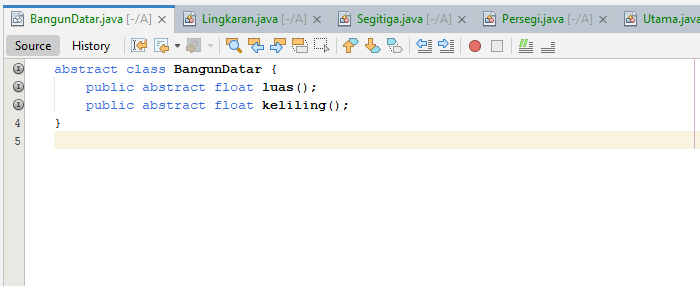 BangunDatar.java [-/A] Lingkaran.java [-/A] Segitiga.java [-/A] Persegi.java [-/A] Utama.java
Source History
abstract class BangunDatar {
public abstract float luas();
public abstract float keliling();
4 }
5